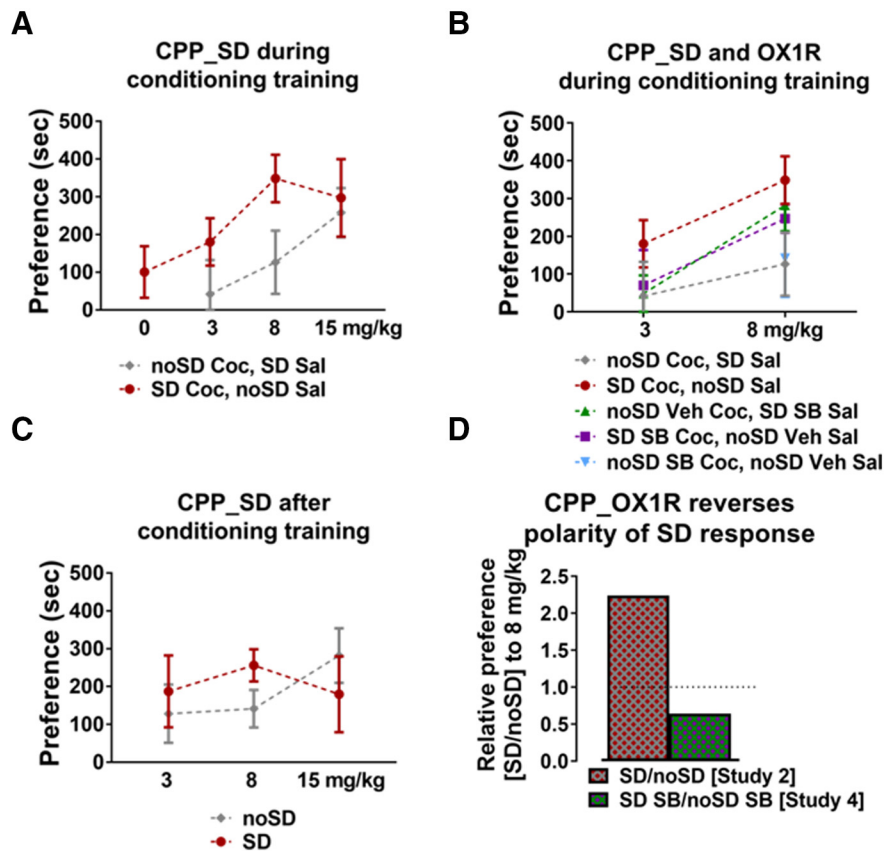 A
CPP_SD during
conditioning training
Preference (sec)
500
400
300
200
100
0
0 3 8 15 mg/kg
noSD Coc, SD Sal
SD Coc, noSD Sal
B
CPP_SD and OX1R
during conditioning training
Preference (sec)
500
400
300
200
100
0
3 8 mg/kg
noSD Coc, SD Sal
SD Coc, noSD Sal
noSD Veh Coc, SD SB Sal
SD SB Coc, noSD Veh Sal
noSD SB Coc, noSD Veh Sal
C
CPP_SD after
conditioning training
Preference (sec)
500
400
300
200
100
0
3 8 15 mg/kg
noSD
SD
D
CPP_OX1R reverses
polarity of SD response
Relative preference
[SD/noSD] to 8 mg/kg
2.5
2.0
1.5
1.0
0.5
0.0
SD/noSD [Study 2]
SD SB/noSD SB [Study 4]